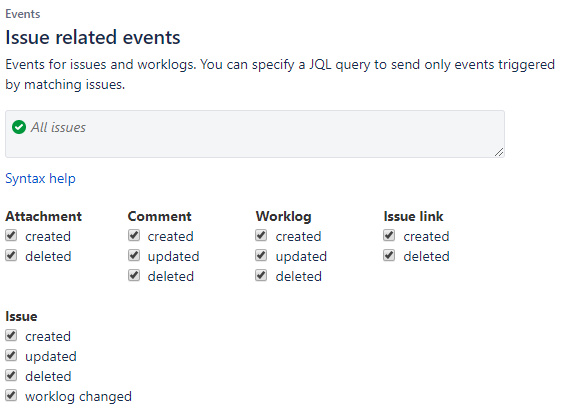 Events
Issue related events
Events for issues and worklogs. You can specify a JQL query to send only events triggered
by matching issues.
All issues
Syntax help
Attachment Comment Worklog Issue link
created created created created
deleted updated updated deleted
deleted deleted
Issue
created
updated
deleted
worklog changed